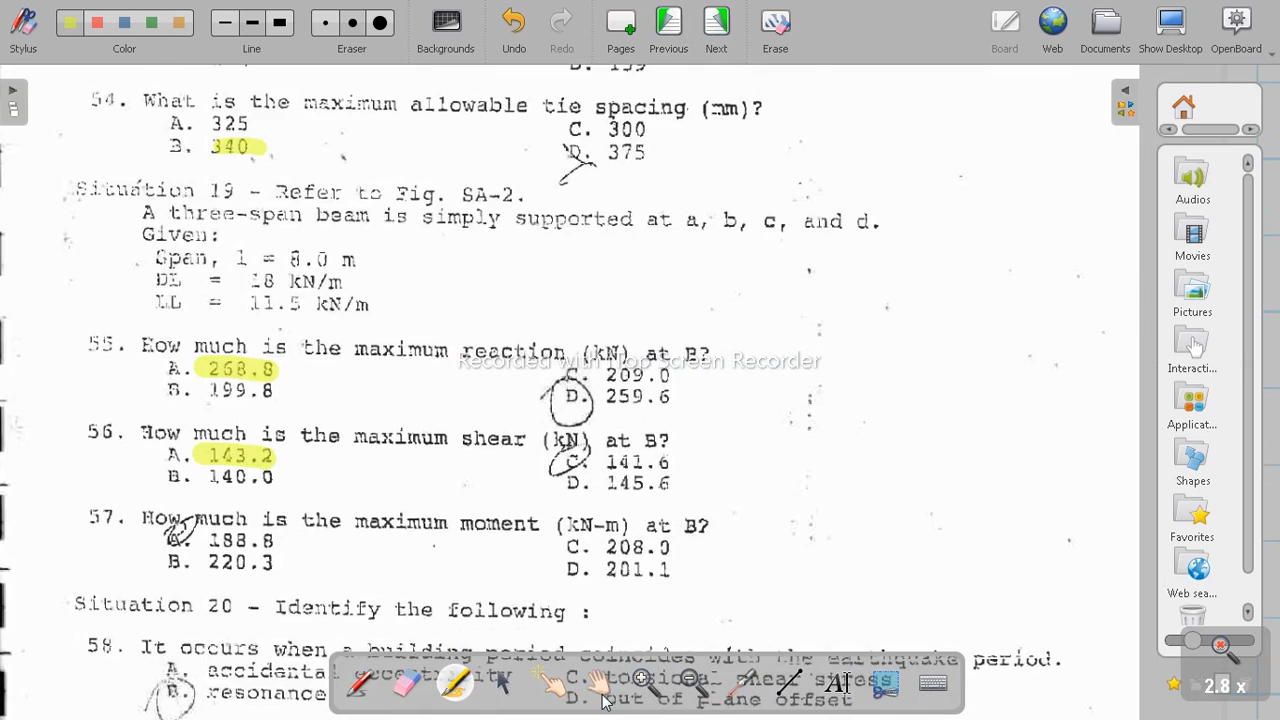 Stylus
Color
Line
Eraser
Backgrounds
Undo
Redo
Pages
Previous
Next
Erase
Board
Web
Documents
Show Desktop
OpenBoard
54. What is the maximum allowable tie spacing (mm)?
A. 325
C. 300
B. 340
D. 375
Situation 19 - Refer to Fig. SA-2.
A three-span beam is simply supported at a, b, c, and d.
Given:
Span, l = 8.0 m
DL = 18 kN/m
LL = 11.5 kN/m
55. How much is the maximum reaction (kN) at B?
Recorded with iTop Screen Recorder
A. 268.8
C. 209.0
B. 199.8
D. 259.6
56. How much is the maximum shear (kN) at B?
A. 143.2
C. 141.6
B. 140.0
D. 145.6
57. How much is the maximum moment (kN-m) at B?
A. 188.8
C. 208.0
B. 220.3
D. 201.1
Situation 20 - Identify the following :
58. It occurs when a building period coincides with the earthquake period.
A. accidental eccentricity
C. torsional shear stress
B. resonance
D. out of plane offset
Audios
Movies
Pictures
Interacti...
Applicat...
Shapes
Favorites
Web sea...
2.8 x